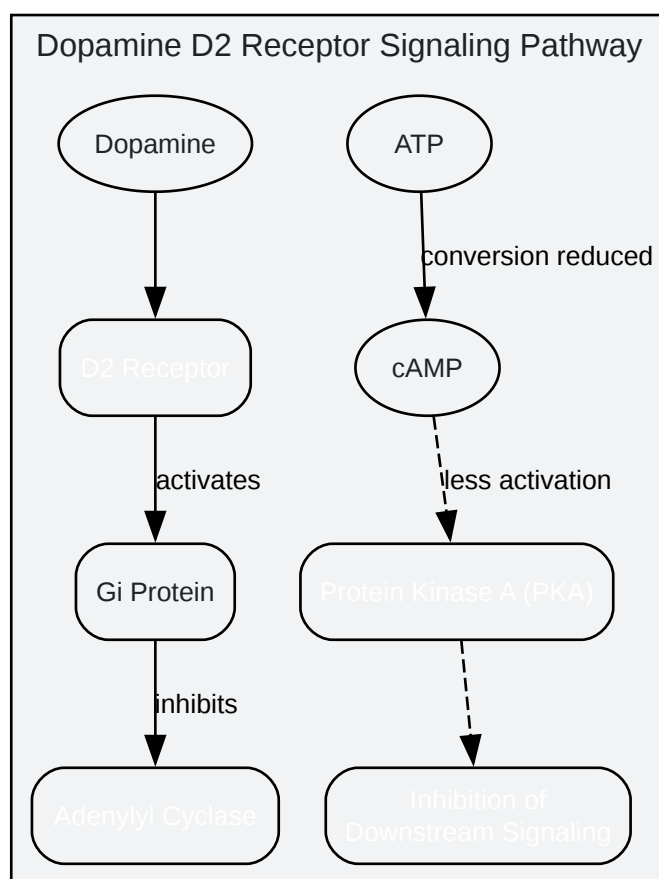 Dopamine D2 Receptor Signaling Pathway
Dopamine
ATP
conversion reduced
D2 Receptor
cAMP
activates
less activation
Gi Protein
Protein Kinase A (PKA)
inhibits
Adenylyl Cyclase
Inhibition of
Downstream Signaling